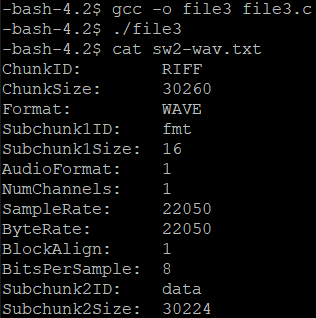 -bash-4.2$ gcc -o file3 file3.c
-bash-4.2$ ./file3
-bash-4.2$ cat sw2-wav.txt
ChunkID:        RIFF
ChunkSize:      30260
Format:         WAVE
Subchunk1ID:    fmt
Subchunk1Size:  16
AudioFormat:    1
NumChannels:    1
SampleRate:     22050
ByteRate:       22050
BlockAlign:     1
BitsPerSample:  8
Subchunk2ID:    data
Subchunk2Size:  30224